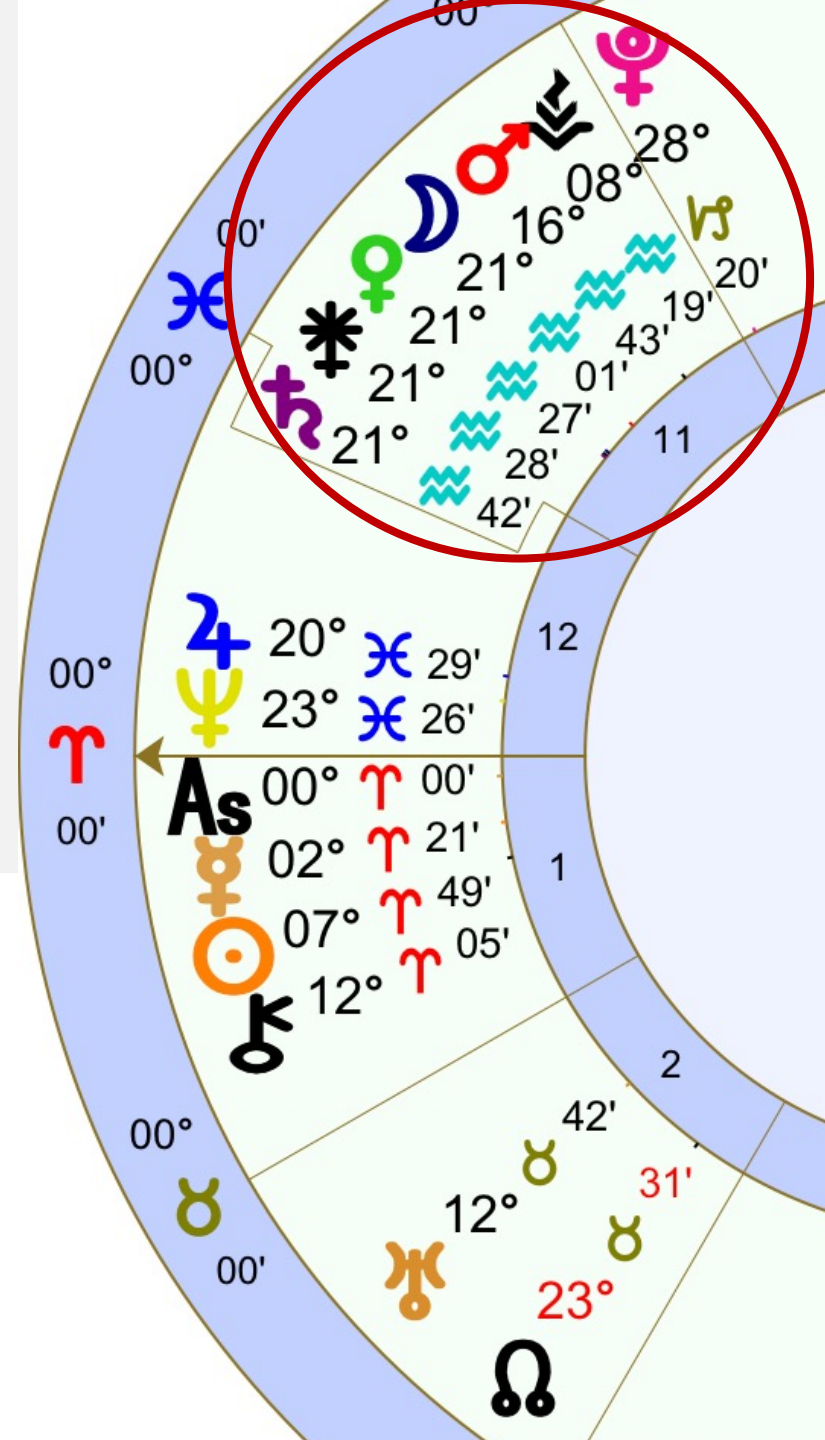 00°
♇ 28° ♑ 20'
⚶ 08° ♒ 19'
♂ 16° ♒ 43'
☽ 21° ♒ 01'
♀ 21° ♒ 27'
⚵ 21° ♒ 28'
♄ 21° ♒ 42'
00'
♓
00°
11
12
♃ 20° ♓ 29'
♆ 23° ♓ 26'
00°
♈
00'
As 00° ♈ 00'
☿ 02° ♈ 21'
☉ 07° ♈ 49'
⚷ 12° ♈ 05'
1
2
00°
♉
00'
♅ 12° ♉ 42'
☊ 23° ♉ 31'